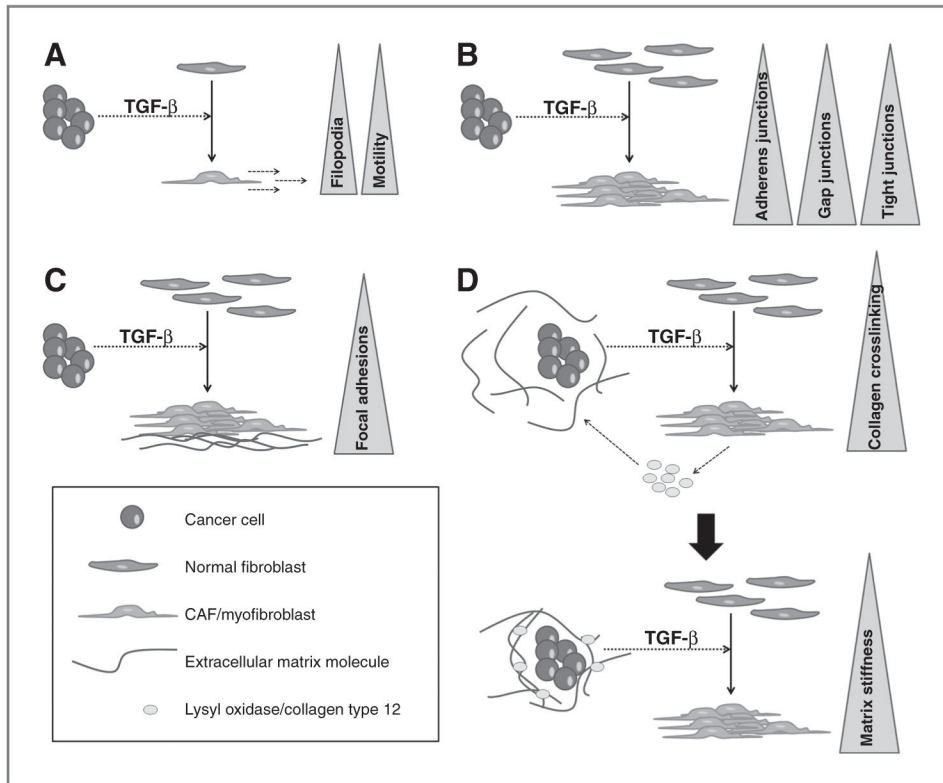 A
TGF-β
Filopodia
Motility
B
TGF-β
Adherens junctions
Gap junctions
Tight junctions
C
TGF-β
Focal adhesions
D
TGF-β
Collagen crosslinking
TGF-β
Matrix stiffness
Cancer cell
Normal fibroblast
CAF/myofibroblast
Extracellular matrix molecule
Lysyl oxidase/collagen type 12